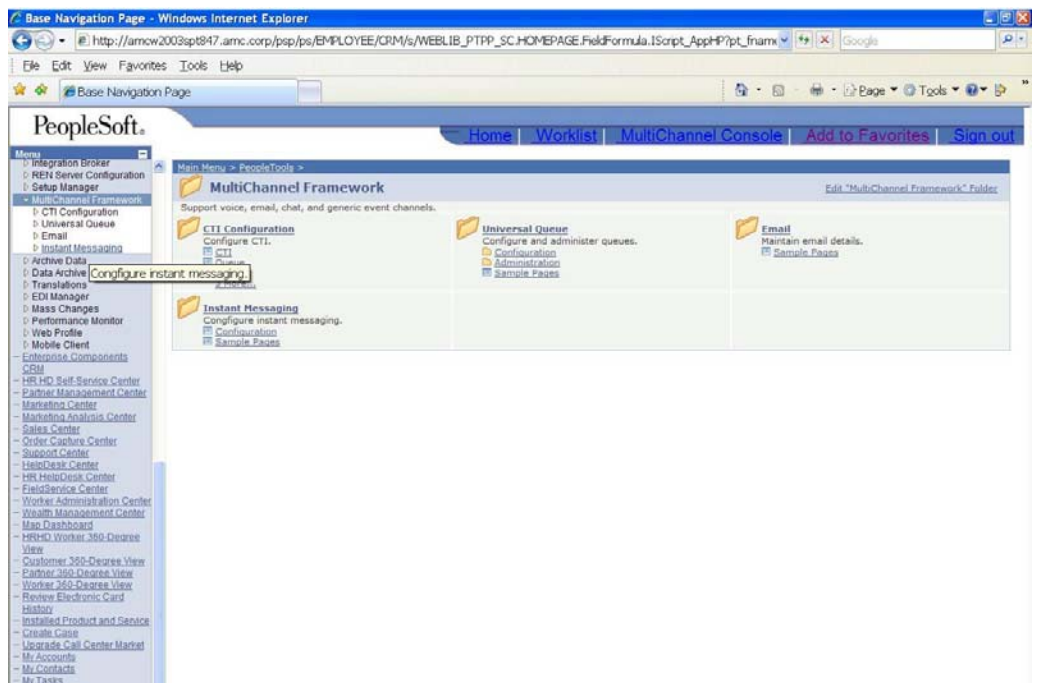 Base Navigation Page - Windows Internet Explorer
http://amcw2003spt847.amc.corp/psp/ps/EMPLOYEE/CRM/s/WEBLIB_PTPP_SC.HOMEPAGE.FieldFormula.IScript_AppHP?pt_fname
Google
File Edit View Favorites Tools Help
Base Navigation Page
Page Tools
PeopleSoft.
Home | Worklist | MultiChannel Console | Add to Favorites | Sign out
Menu
Integration Broker
REN Server Configuration
Setup Manager
MultiChannel Framework
CTI Configuration
Universal Queue
Email
Instant Messaging
Archive Data
Data Archive
Congfigure instant messaging.
Translations
EDI Manager
Mass Changes
Performance Monitor
Web Profile
Mobile Client
Enterprise Components
CRM
HR HD Self-Service Center
Partner Management Center
Marketing Center
Marketing Analysis Center
Sales Center
Order Capture Center
Support Center
HelpDesk Center
HR HelpDesk Center
FieldService Center
Worker Administration Center
Wealth Management Center
Map Dashboard
HRHD Worker 360-Degree
View
Customer 360-Degree View
Partner 360-Degree View
Worker 360-Degree View
Review Electronic Card
History
Installed Product and Service
Create Case
Upgrade Call Center Market
My Accounts
My Contacts
My Tasks
Main Menu > PeopleTools >
MultiChannel Framework
Edit "MultiChannel Framework" Folder
Support voice, email, chat, and generic event channels.
CTI Configuration
Configure CTI.
CTI
Queue
2 More...
Universal Queue
Configure and administer queues.
Configuration
Administration
Sample Pages
Email
Maintain email details.
Sample Pages
Instant Messaging
Congfigure instant messaging.
Configuration
Sample Pages